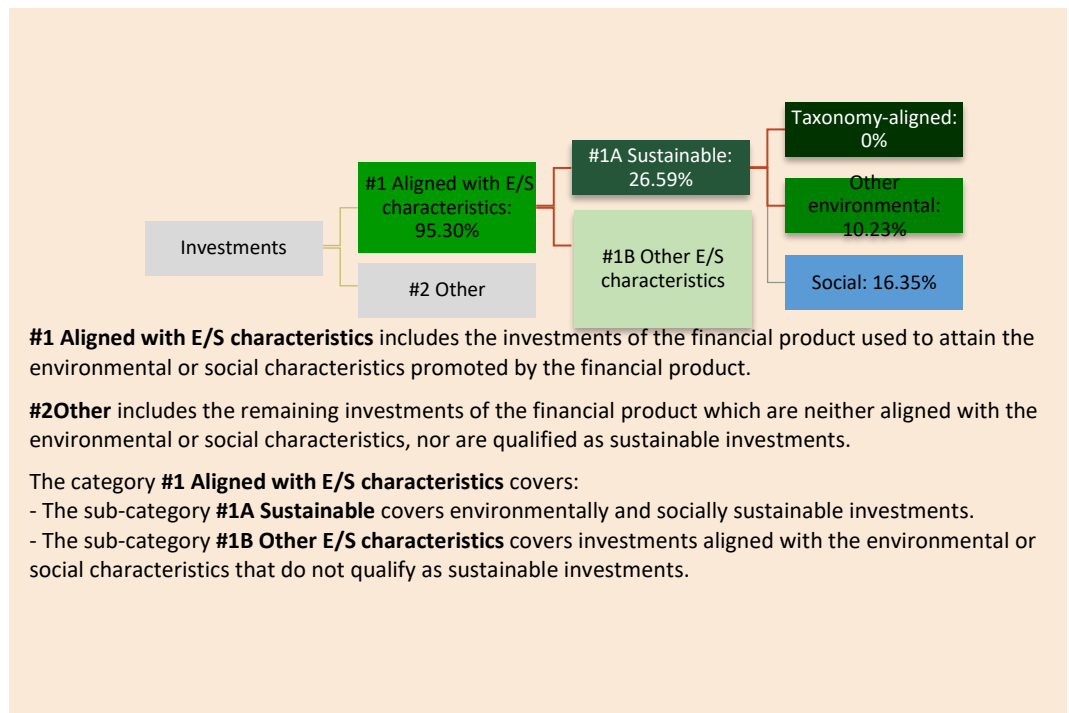 Investments
#1 Aligned with E/S
characteristics:
95.30%
#2 Other
#1A Sustainable:
26.59%
#1B Other E/S
characteristics
Taxonomy-aligned:
0%
Other
environmental:
10.23%
Social: 16.35%
#1 Aligned with E/S characteristics includes the investments of the financial product used to attain the
environmental or social characteristics promoted by the financial product.
#2Other includes the remaining investments of the financial product which are neither aligned with the
environmental or social characteristics, nor are qualified as sustainable investments.
The category #1 Aligned with E/S characteristics covers:
- The sub-category #1A Sustainable covers environmentally and socially sustainable investments.
- The sub-category #1B Other E/S characteristics covers investments aligned with the environmental or
social characteristics that do not qualify as sustainable investments.